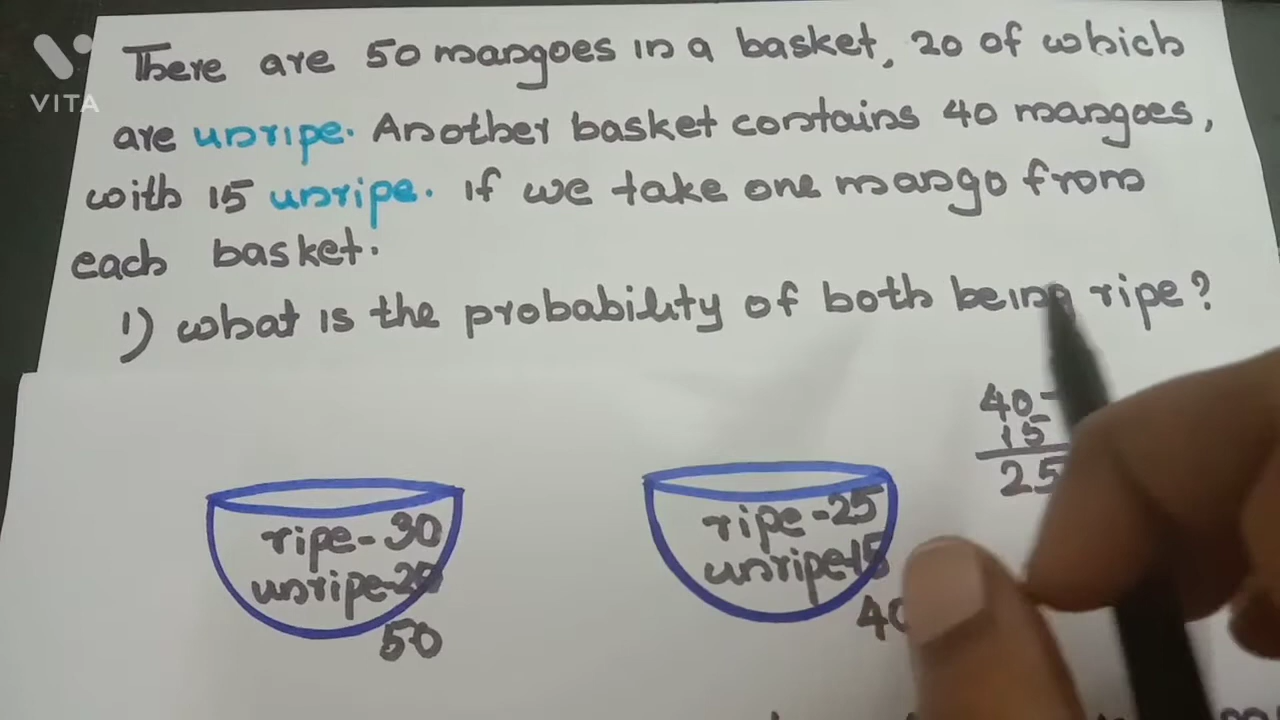 VITA
There are 50 mangoes in a basket, 20 of which
are unripe. Another basket contains 40 mangoes,
with 15 unripe. If we take one mango from
each basket.
1) what is the probability of both being ripe?
40-
15
25
ripe-30
unripe-20
50
ripe-25
unripe-15
40